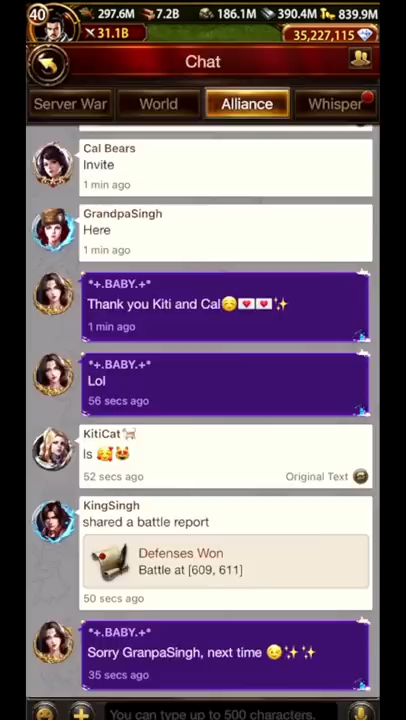 40 297.6M 7.2B 186.1M 390.4M 839.9M
31.1B 35,227,115
Chat
Server War World Alliance Whisper
Cal Bears
Invite
1 min ago
GrandpaSingh
Here
1 min ago
*+.BABY.+*
Thank you Kiti and Cal☺️💌💌✨
1 min ago
*+.BABY.+*
Lol
56 secs ago
KitiCat🐈
Is 🥰😻
52 secs ago Original Text
KingSingh
shared a battle report
Defenses Won
Battle at [609, 611]
50 secs ago
*+.BABY.+*
Sorry GranpaSingh, next time 😉✨✨
35 secs ago
You can type up to 500 characters.